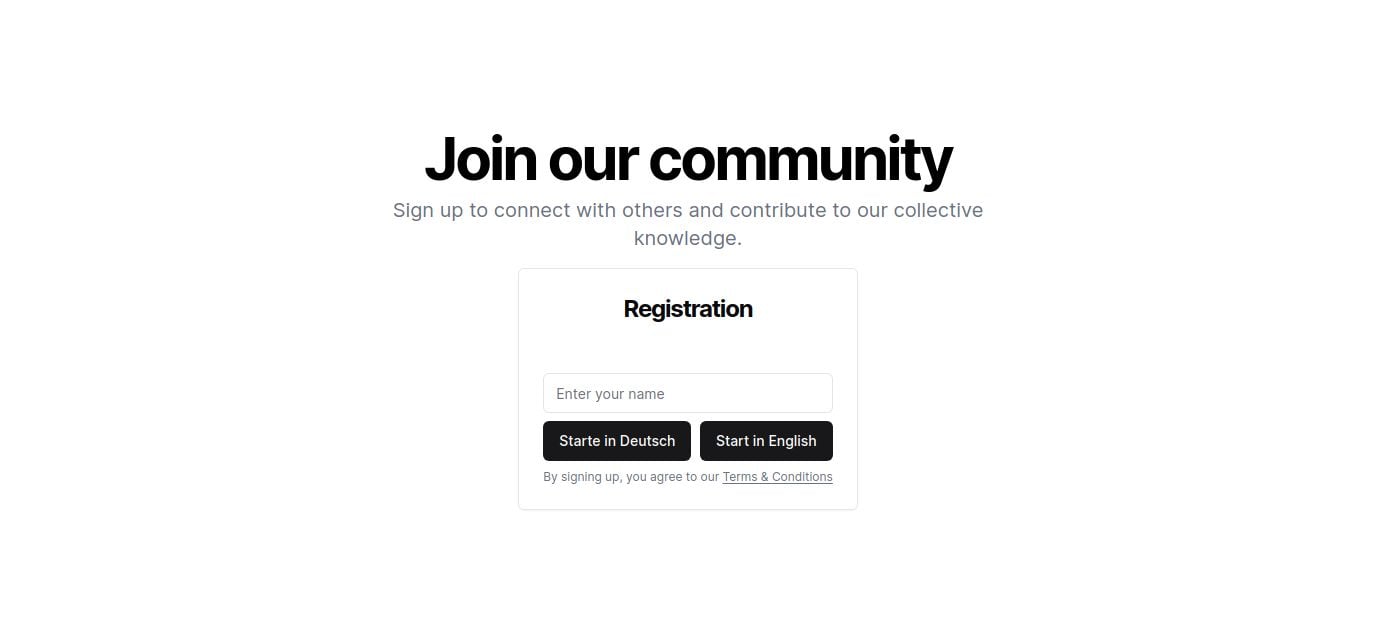 Join our community
Sign up to connect with others and contribute to our collective
knowledge.
Registration
Enter your name
Starte in Deutsch
Start in English
By signing up, you agree to our Terms & Conditions